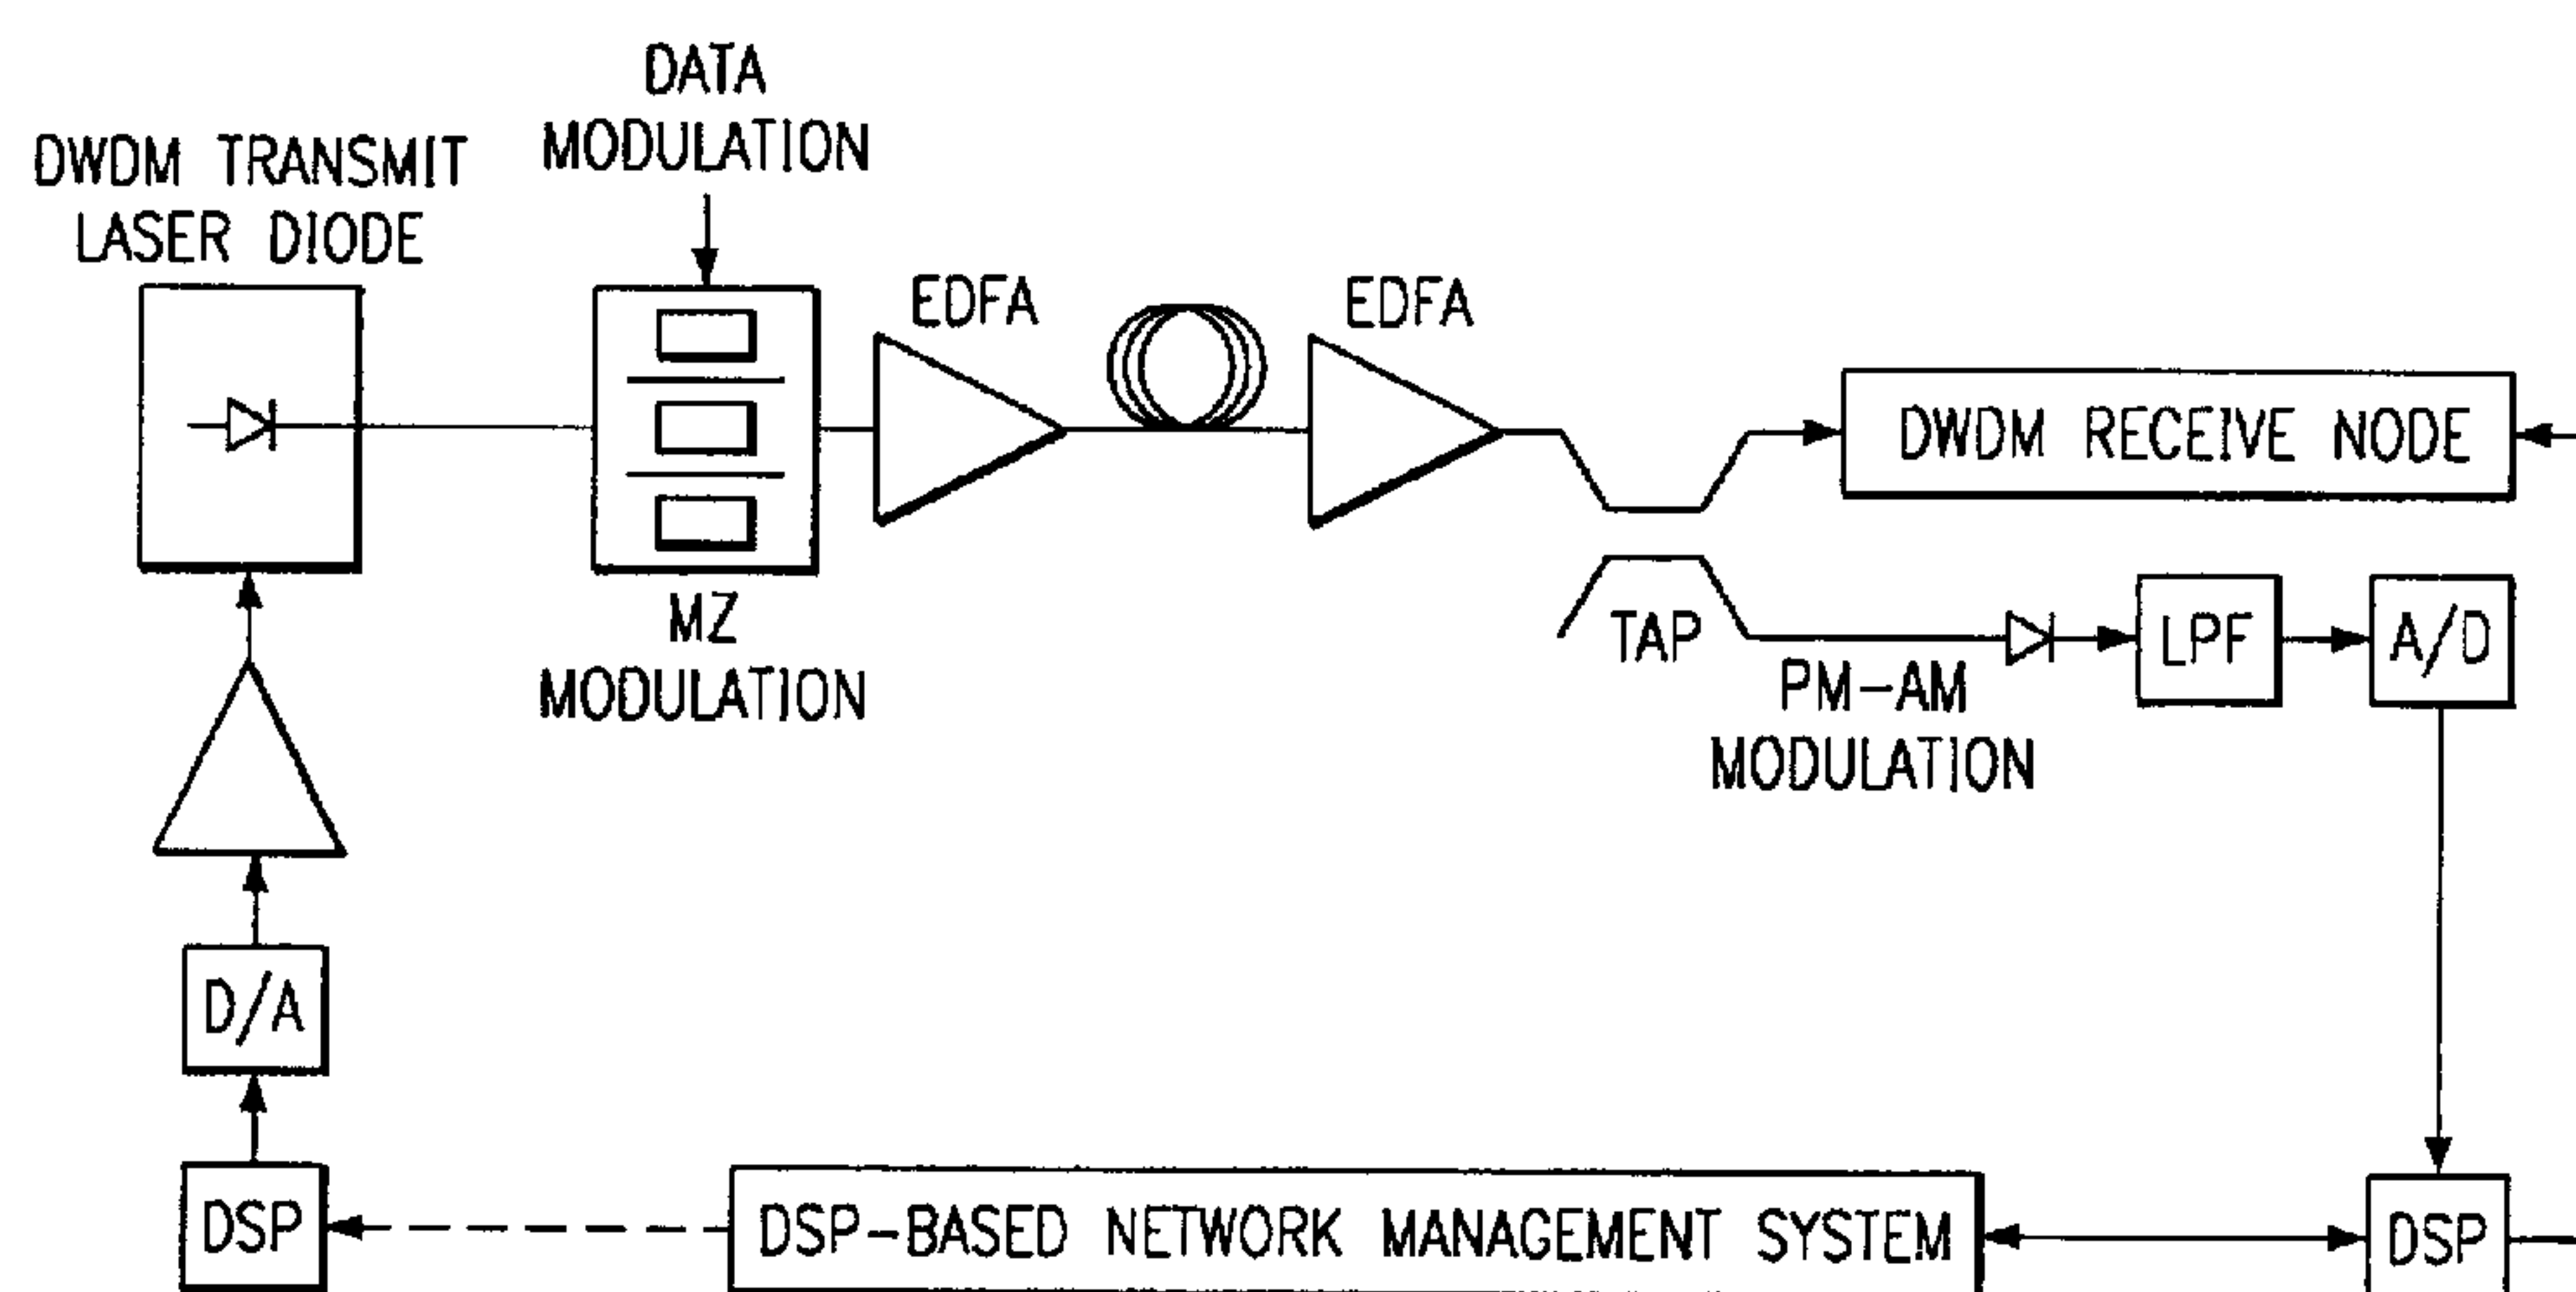 DATA
MODULATION
DWDM TRANSMIT
LASER DIODE
EDFA
EDFA
DWDM RECEIVE NODE
MZ
MODULATION
TAP
LPF
A/D
PM-AM
MODULATION
D/A
DSP
DSP-BASED NETWORK MANAGEMENT SYSTEM
DSP